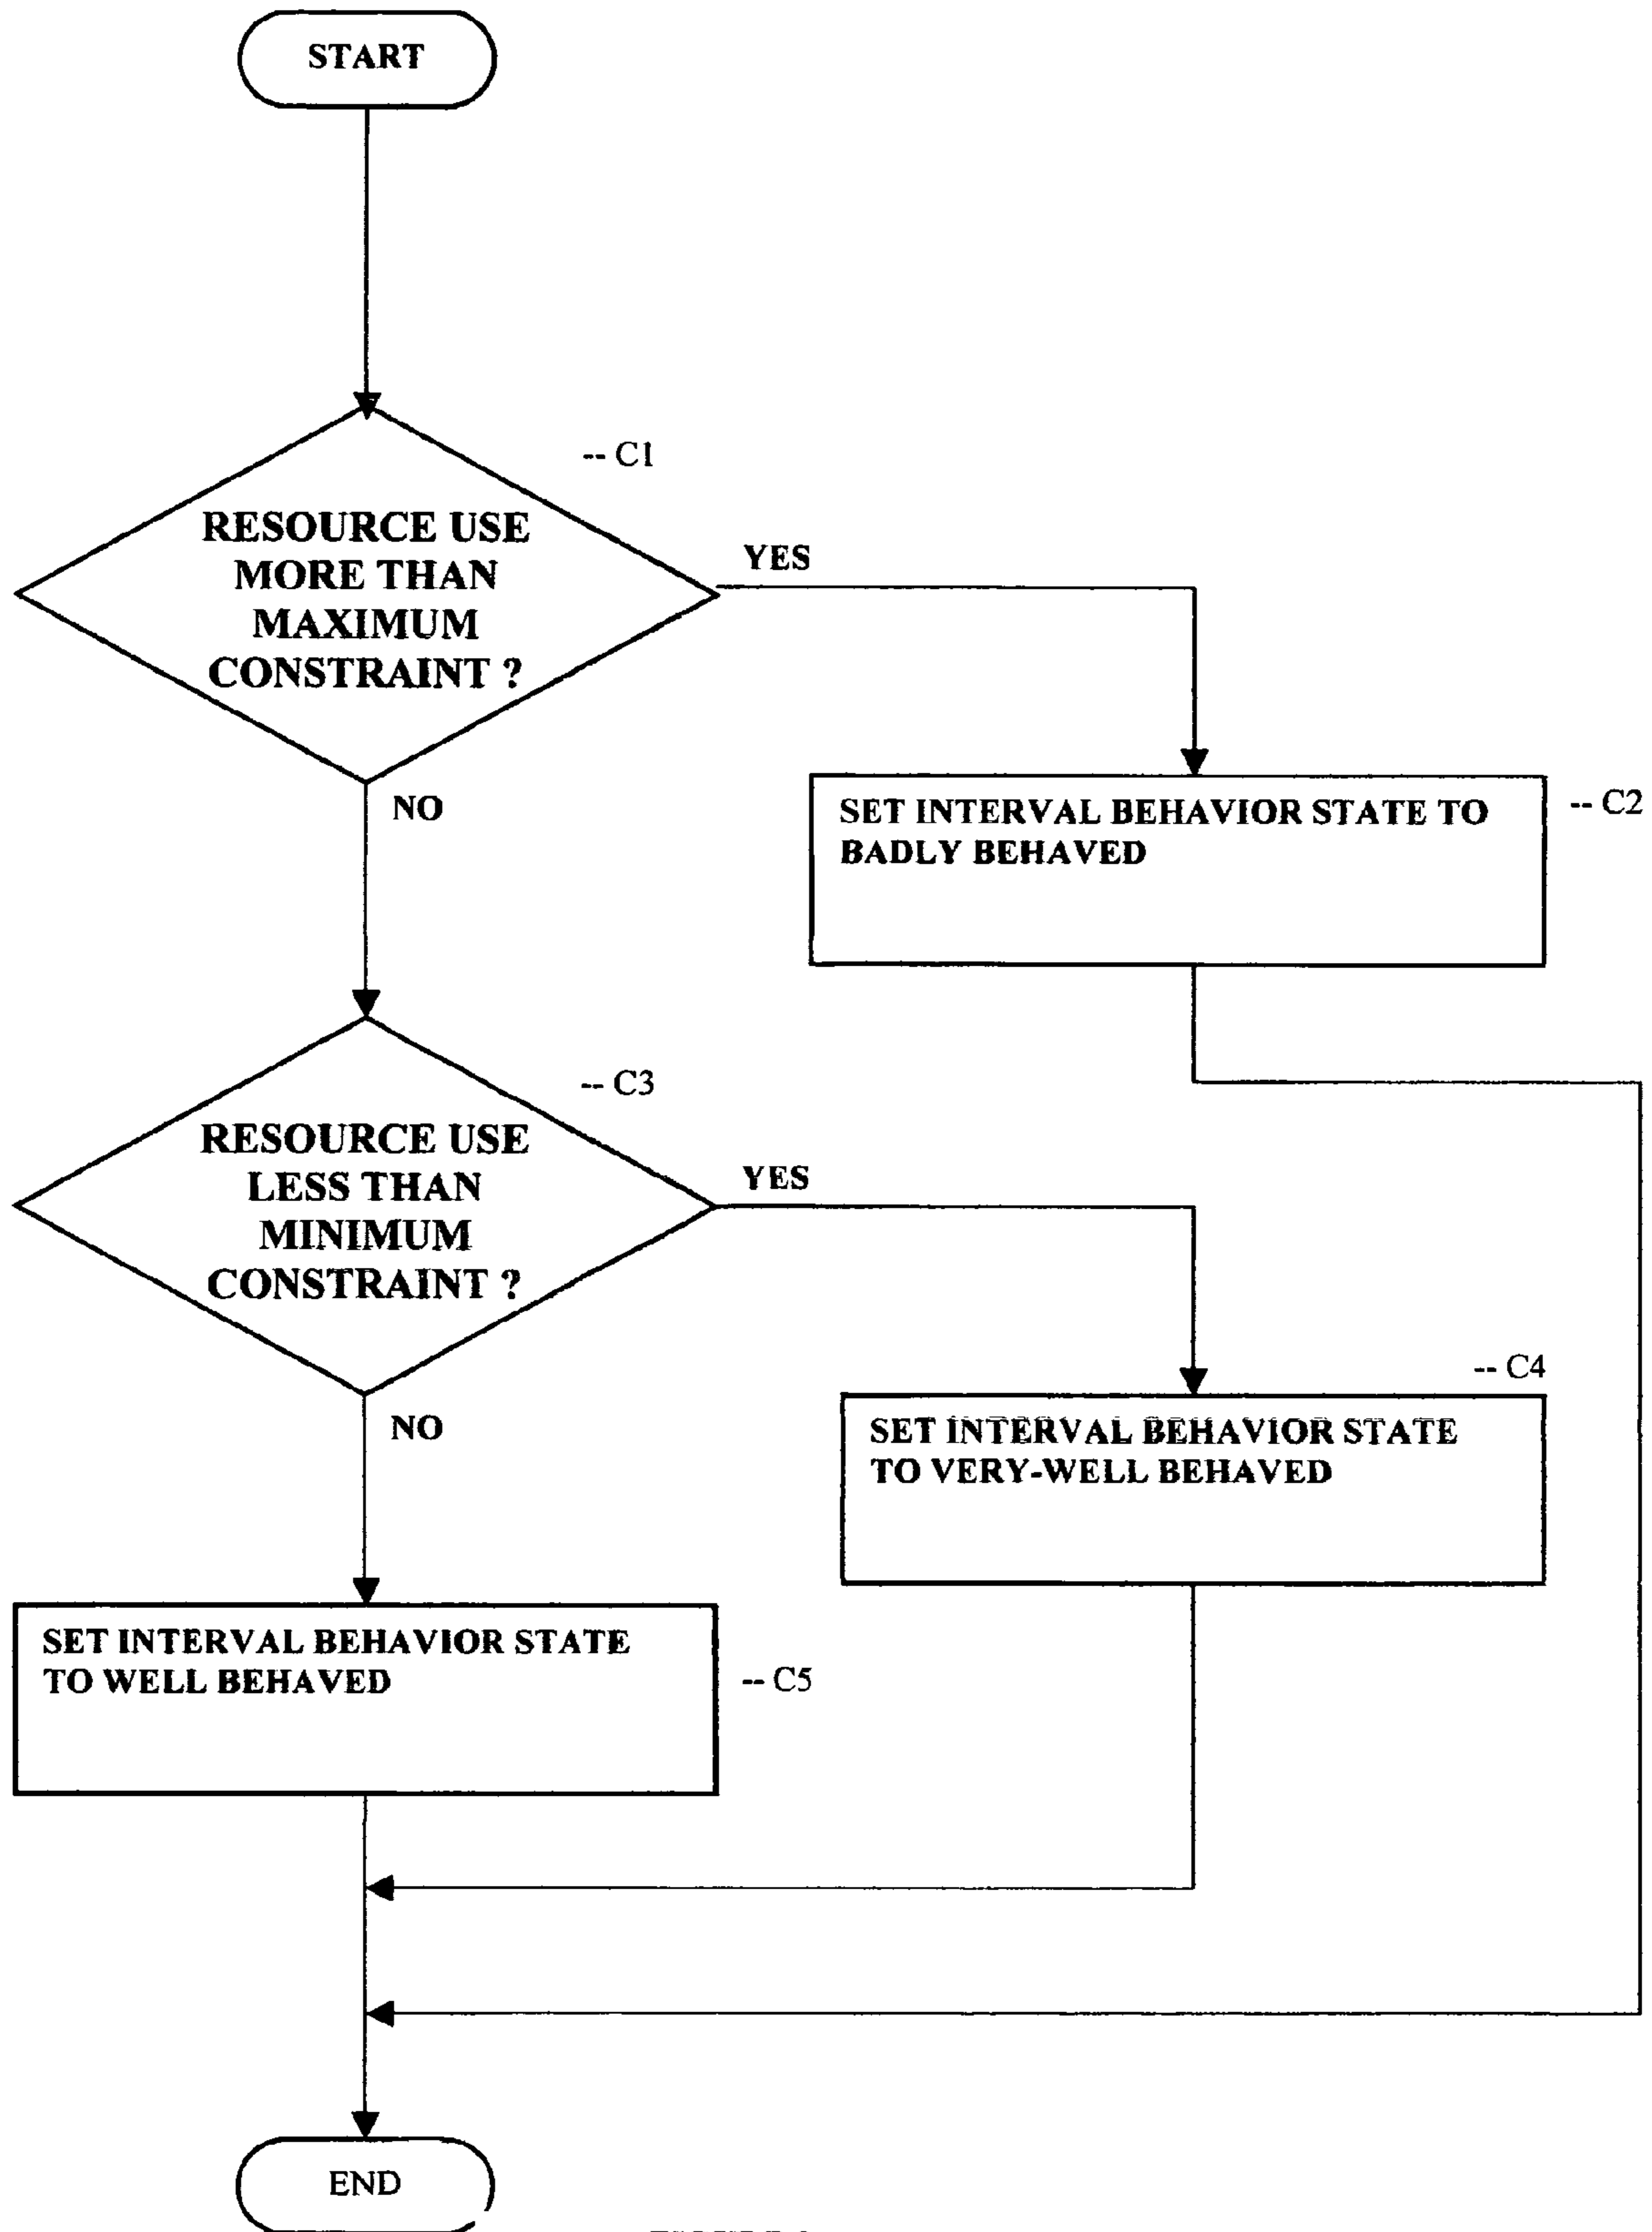 START
-- C1
RESOURCE USE
MORE THAN
MAXIMUM
CONSTRAINT ?
YES
NO
SET INTERVAL BEHAVIOR STATE TO
BADLY BEHAVED
-- C2
-- C3
RESOURCE USE
LESS THAN
MINIMUM
CONSTRAINT ?
YES
NO
-- C4
SET INTERVAL BEHAVIOR STATE
TO VERY-WELL BEHAVED
SET INTERVAL BEHAVIOR STATE
TO WELL BEHAVED
-- C5
END